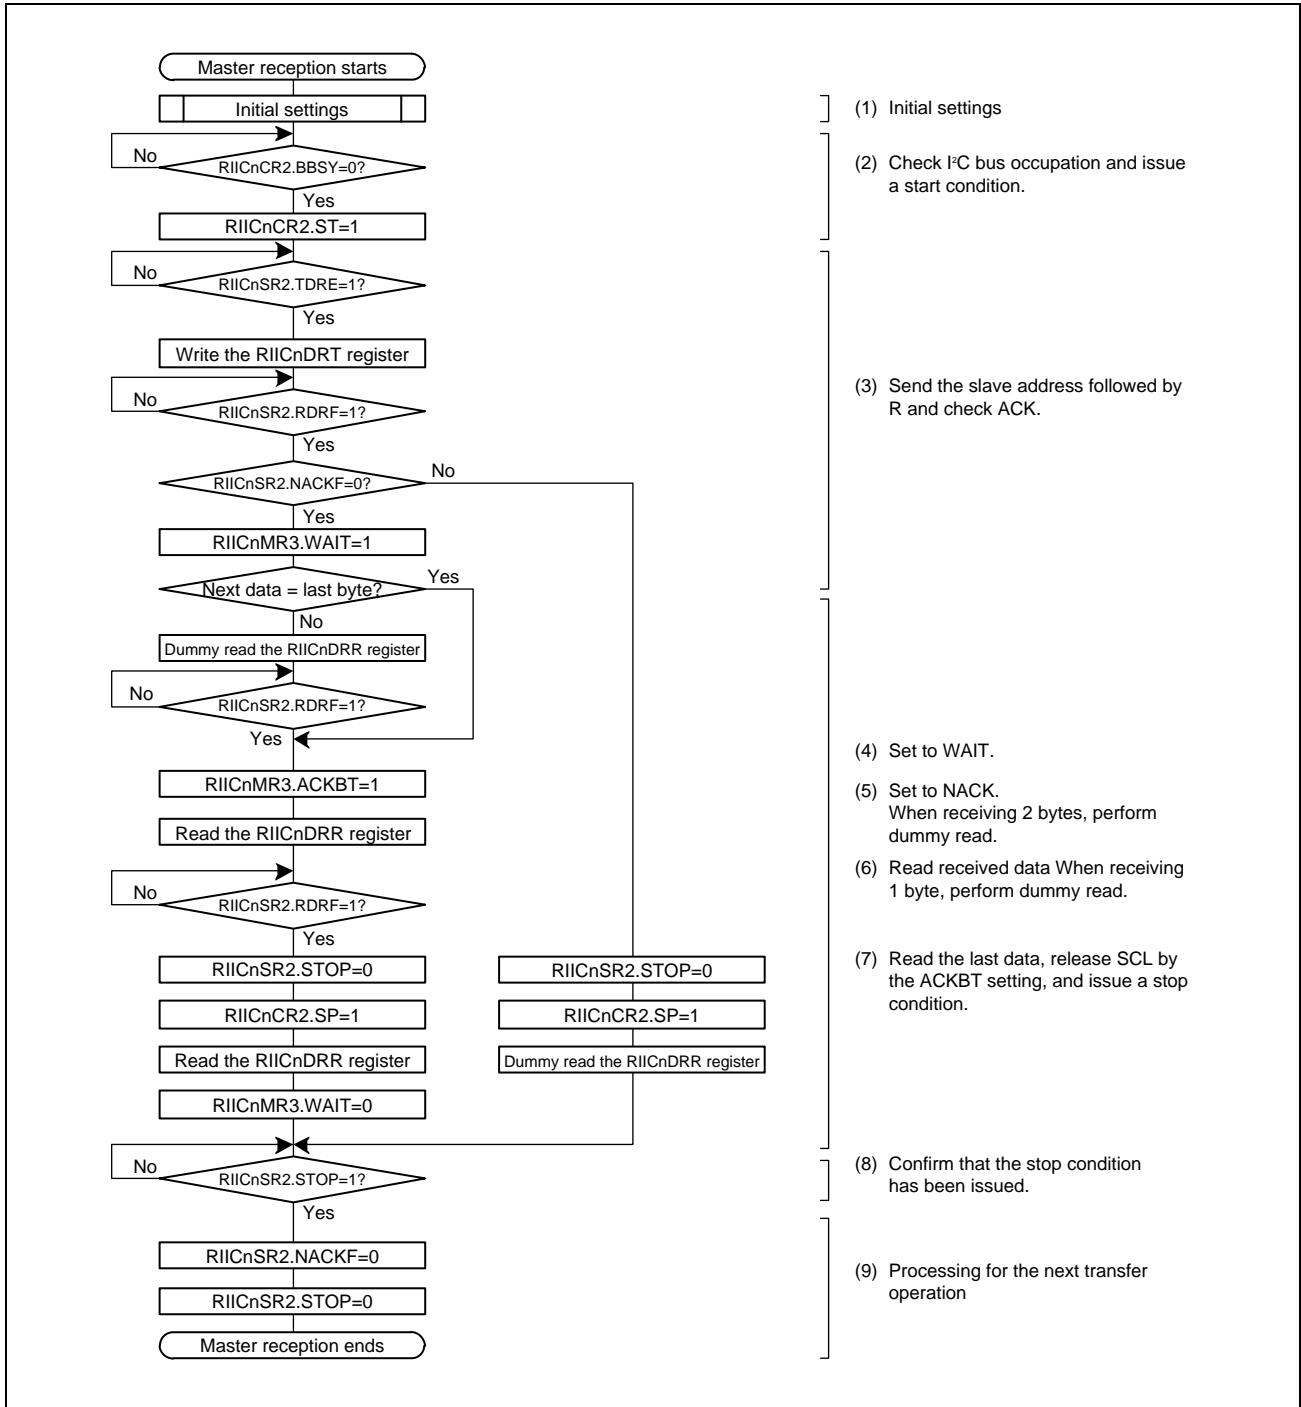 Master reception starts
Initial settings
No
RIICnCR2.BBSY=0?
Yes
RIICnCR2.ST=1
No
RIICnSR2.TDRE=1?
Yes
Write the RIICnDRT register
No
RIICnSR2.RDRF=1?
Yes
RIICnSR2.NACKF=0?
No
Yes
RIICnMR3.WAIT=1
Next data = last byte?
Yes
No
Dummy read the RIICnDRR register
No
RIICnSR2.RDRF=1?
Yes
RIICnMR3.ACKBT=1
Read the RIICnDRR register
No
RIICnSR2.RDRF=1?
Yes
RIICnSR2.STOP=0
RIICnCR2.SP=1
Read the RIICnDRR register
RIICnMR3.WAIT=0
RIICnSR2.STOP=0
RIICnCR2.SP=1
Dummy read the RIICnDRR register
No
RIICnSR2.STOP=1?
Yes
RIICnSR2.NACKF=0
RIICnSR2.STOP=0
Master reception ends
(1) Initial settings
(2) Check I²C bus occupation and issue
a start condition.
(3) Send the slave address followed by
R and check ACK.
(4) Set to WAIT.
(5) Set to NACK.
When receiving 2 bytes, perform
dummy read.
(6) Read received data When receiving
1 byte, perform dummy read.
(7) Read the last data, release SCL by
the ACKBT setting, and issue a stop
condition.
(8) Confirm that the stop condition
has been issued.
(9) Processing for the next transfer
operation